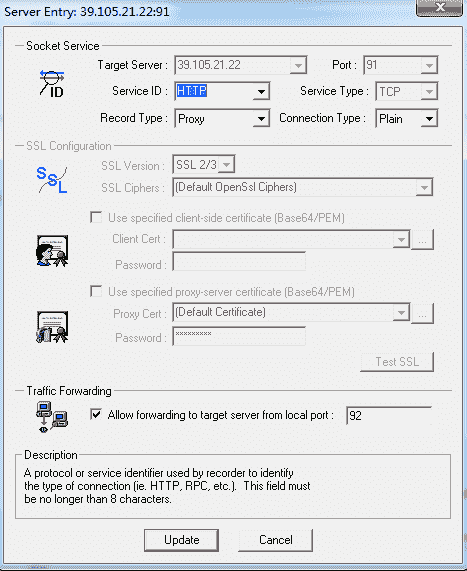 Server Entry: 39.105.21.22:91
Socket Service
Target Server : 39.105.21.22 Port : 91
Service ID : HTTP Service Type : TCP
Record Type : Proxy Connection Type : Plain
SSL Configuration
SSL Version : SSL 2/3
SSL Ciphers : (Default OpenSsl Ciphers)
Use specified client-side certificate (Base64/PEM)
Client Cert : ...
Password :
Use specified proxy-server certificate (Base64/PEM)
Proxy Cert : (Default Certificate) ...
Password : *********
Test SSL
Traffic Forwarding
Allow forwarding to target server from local port : 92
Description
A protocol or service identifier used by recorder to identify
the type of connection (ie. HTTP, RPC, etc.). This field must
be no longer than 8 characters.
Update Cancel